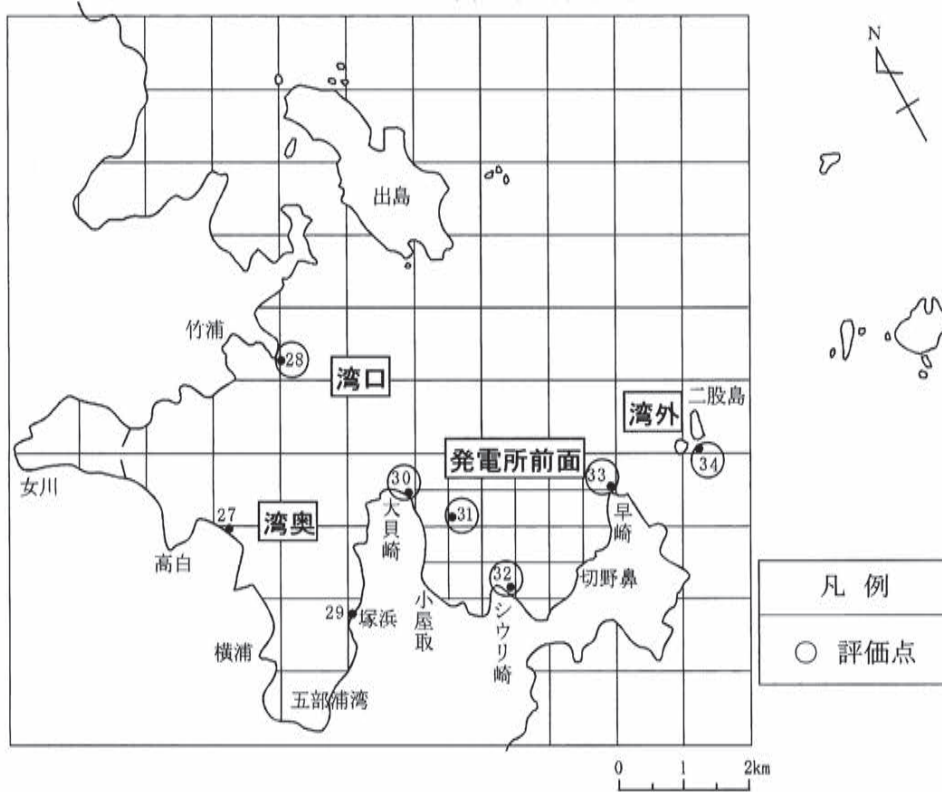 N
出島
竹浦
28
湾口
二股島
湾外
発電所前面
33
34
30
女川
27
湾奥
大貝崎
31
早崎
高白
32
切野鼻
凡 例
29
塚浜
小屋取
シウリ崎
○ 評価点
横浦
五部浦湾
0 1 2km